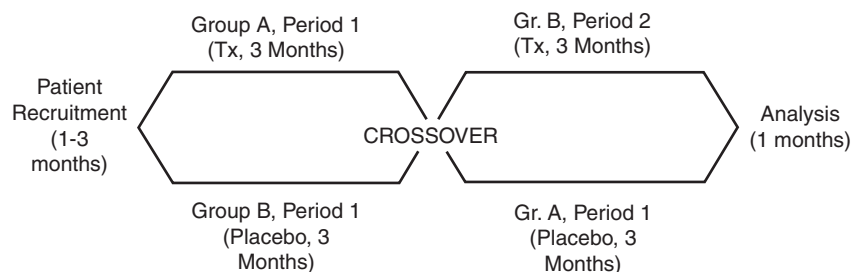 Group A, Period 1
(Tx, 3 Months)
Gr. B, Period 2
(Tx, 3 Months)
Patient
Recruitment
(1-3
months)
CROSSOVER
Analysis
(1 months)
Group B, Period 1
(Placebo, 3
Months)
Gr. A, Period 1
(Placebo, 3
Months)